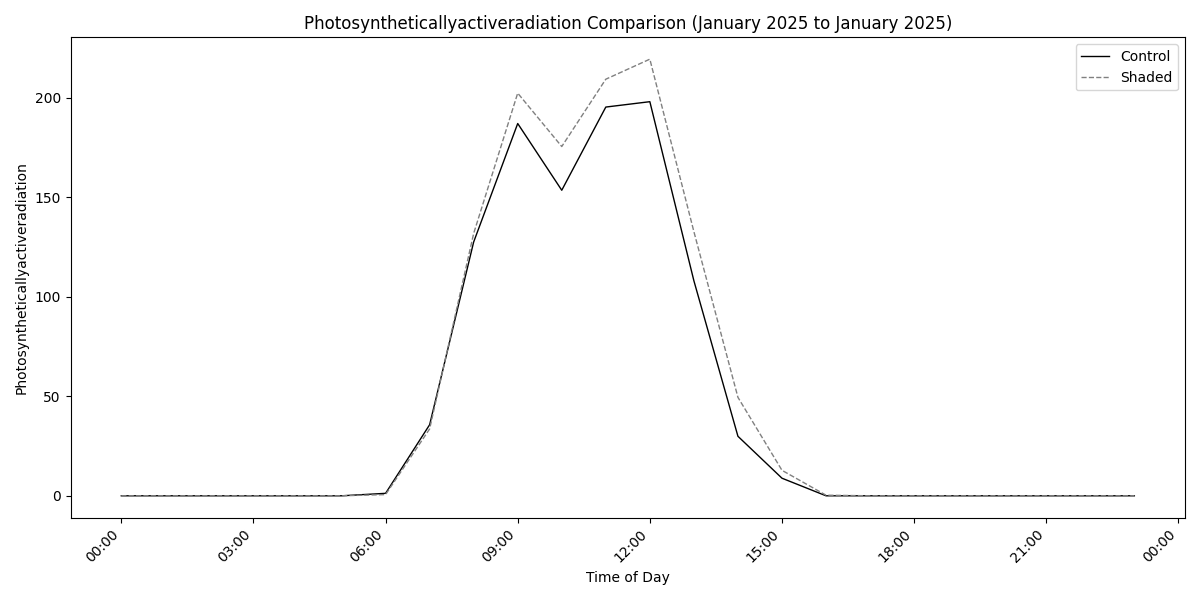 Photosyntheticallyactiveradiation Comparison (January 2025 to January 2025)
Control
Shaded
Photosyntheticallyactiveradiation
200
150
100
50
0
00:00
03:00
06:00
09:00
12:00
15:00
18:00
21:00
00:00
Time of Day